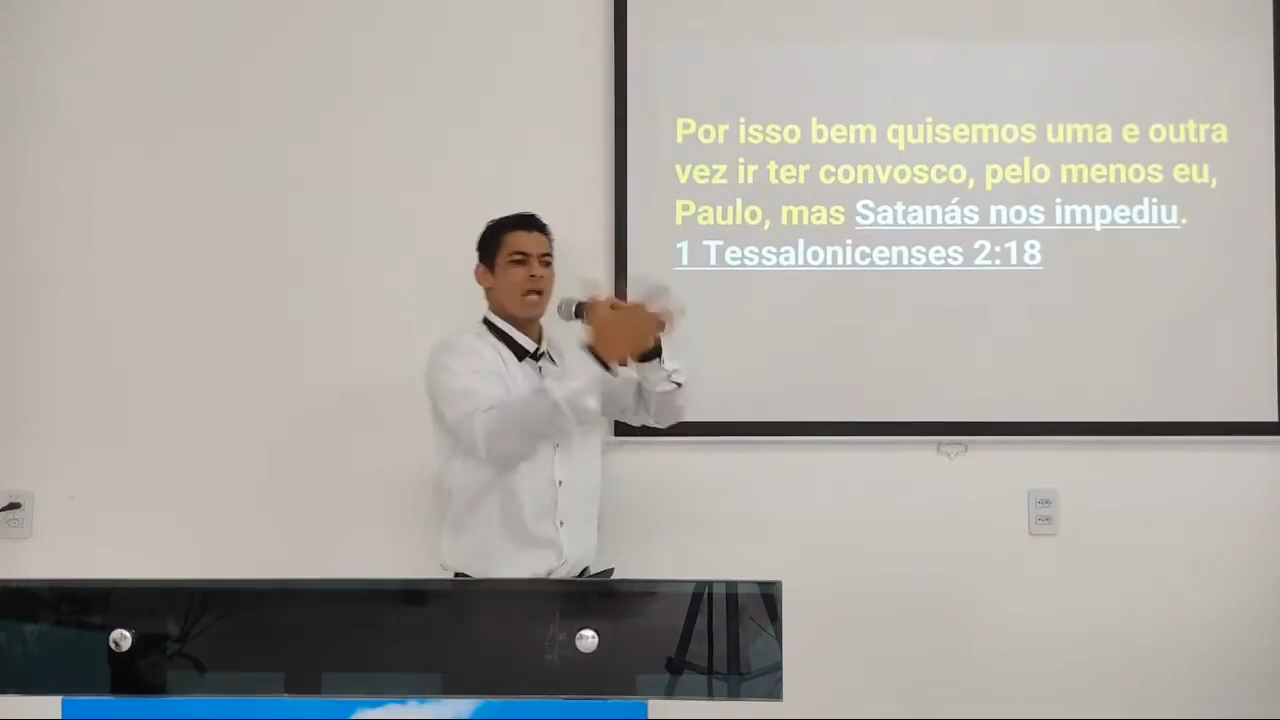 Por isso bem quisemos uma e outra
vez ir ter convosco, pelo menos eu,
Paulo, mas Satanás nos impediu.
1 Tessalonicenses 2:18